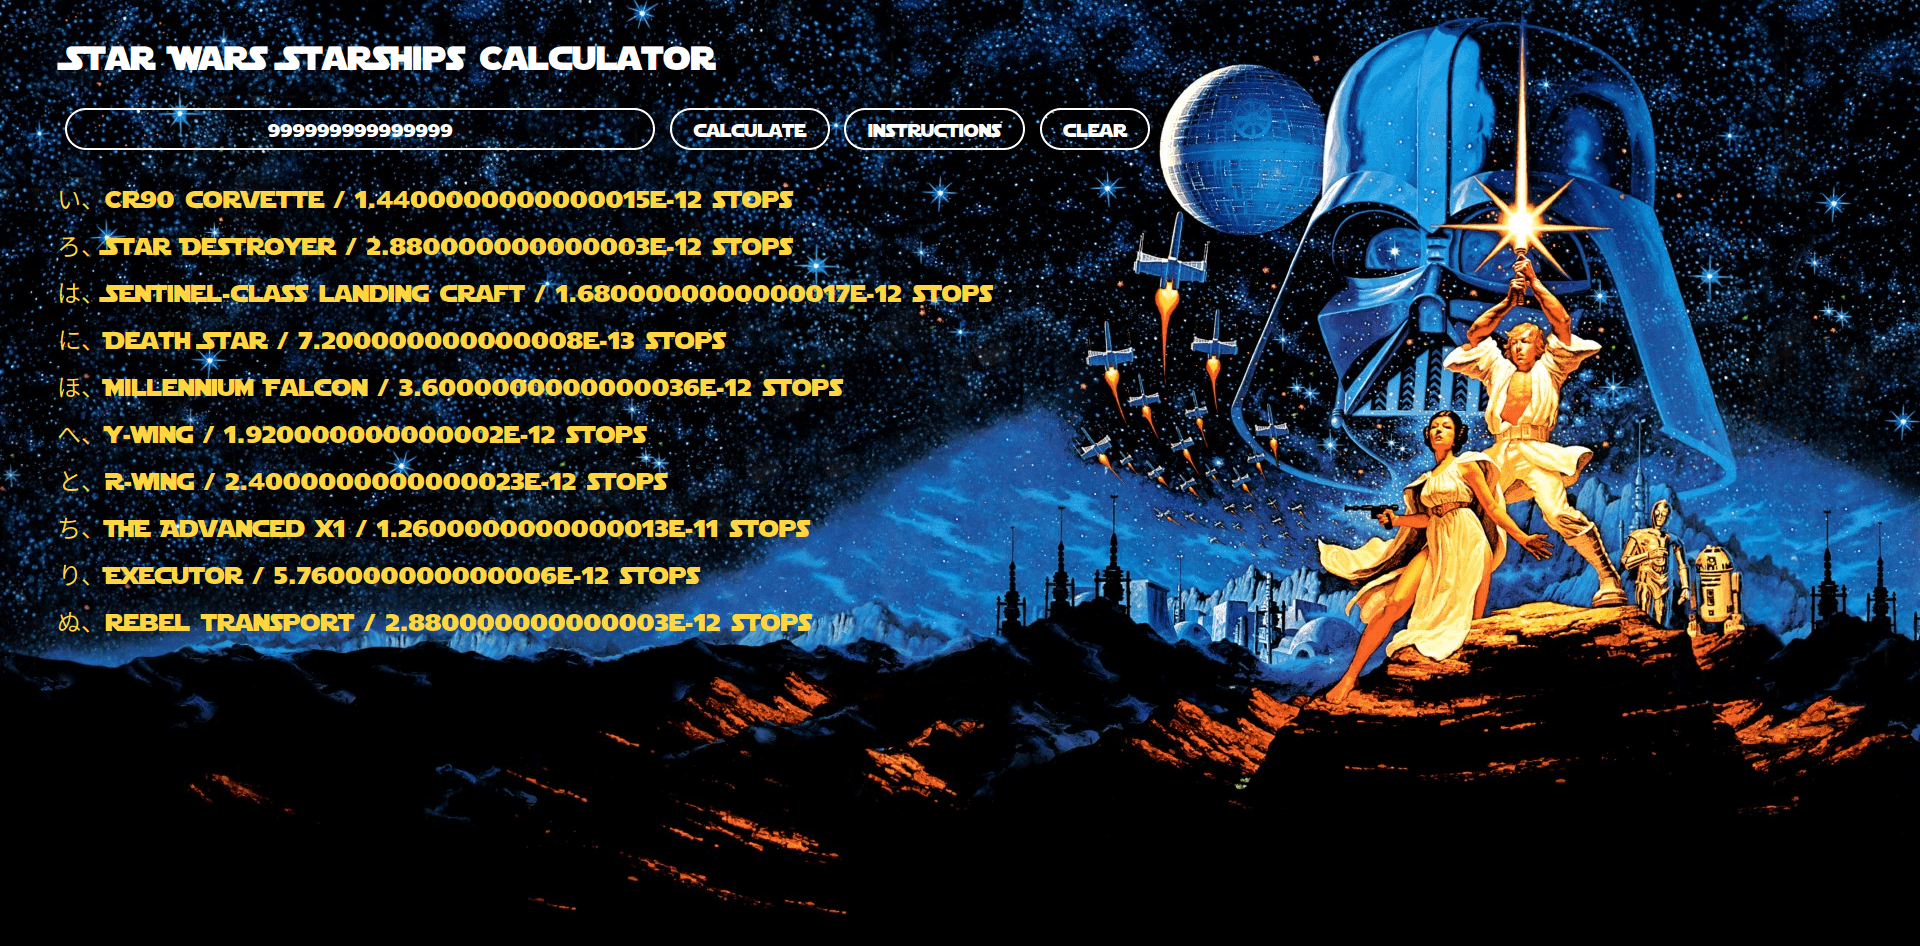 STAR WARS STARSHIPS CALCULATOR
999999999999999 CALCULATE INSTRUCTIONS CLEAR
い、CR90 CORVETTE / 1.4400000000000015E-12 STOPS
ろ、STAR DESTROYER / 2.880000000000003E-12 STOPS
は、SENTINEL-CLASS LANDING CRAFT / 1.6800000000000017E-12 STOPS
に、DEATH STAR / 7.200000000000008E-13 STOPS
ほ、MILLENNIUM FALCON / 3.6000000000000036E-12 STOPS
へ、Y-WING / 1.920000000000002E-12 STOPS
と、R-WING / 2.4000000000000023E-12 STOPS
ち、THE ADVANCED X1 / 1.2600000000000013E-11 STOPS
り、EXECUTOR / 5.760000000000006E-12 STOPS
ぬ、REBEL TRANSPORT / 2.880000000000003E-12 STOPS